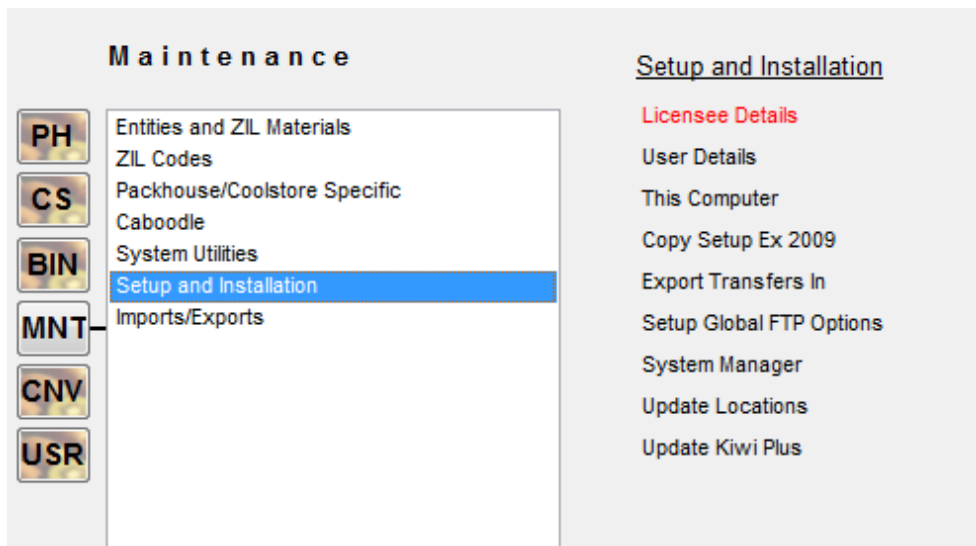 Maintenance
PH
CS
BIN
MNT
CNV
USR
Entities and ZIL Materials
ZIL Codes
Packhouse/Coolstore Specific
Caboodle
System Utilities
Setup and Installation
Imports/Exports
Setup and Installation
Licensee Details
User Details
This Computer
Copy Setup Ex 2009
Export Transfers In
Setup Global FTP Options
System Manager
Update Locations
Update Kiwi Plus